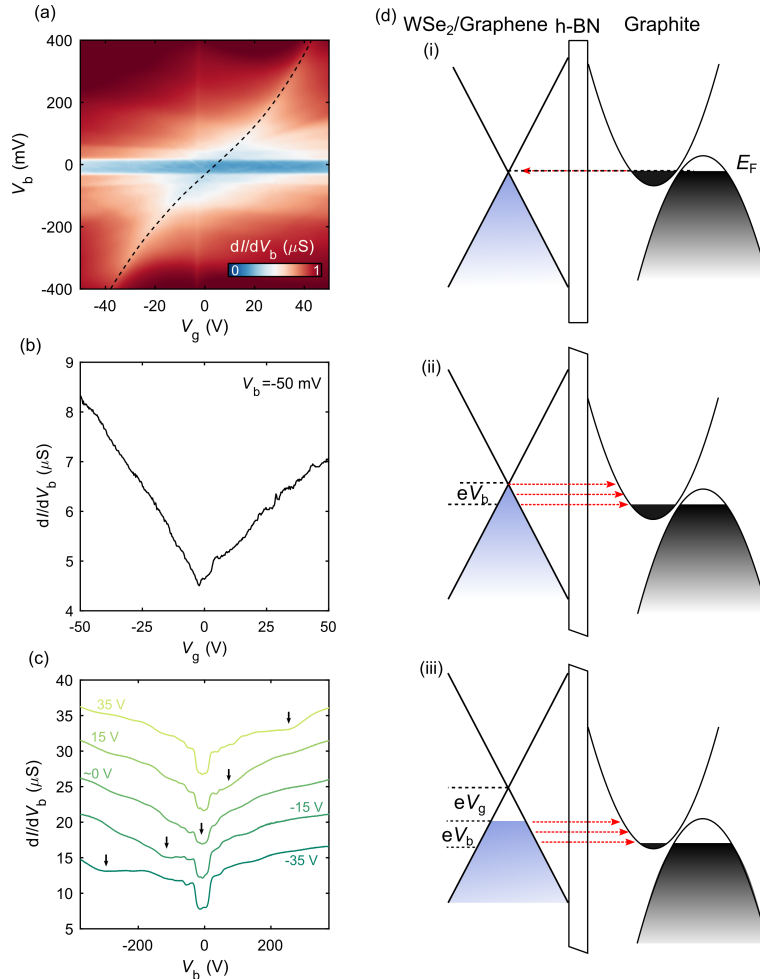 (a)
400
200
0
-200
-400
V_b (mV)
dI/dV_b (μS)
0 1
-40 -20 0 20 40
V_g (V)
(b)
9
8
7
6
5
4
dI/dV_b (μS)
V_b=-50 mV
-50 -25 0 25 50
V_g (V)
(c)
40
35
30
25
20
15
10
5
dI/dV_b (μS)
35 V
15 V
~0 V
-15 V
-35 V
-200 0 200
V_b (mV)
(d)
WSe₂/Graphene h-BN Graphite
(i)
E_F
(ii)
eV_b
(iii)
eV_g
eV_b